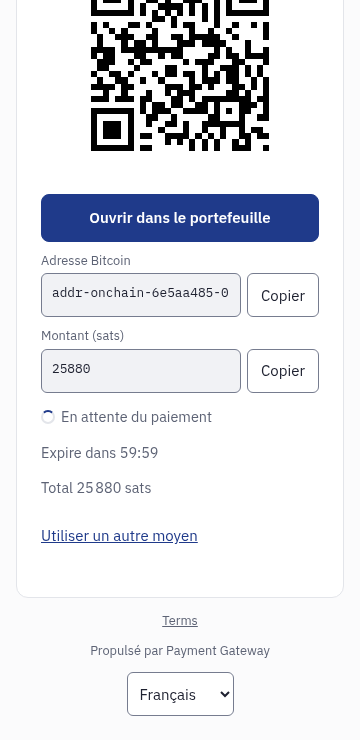 Ouvrir dans le portefeuille
Adresse Bitcoin
addr-onchain-6e5aa485-0
Copier
Montant (sats)
25880
Copier
En attente du paiement
Expire dans 59:59
Total 25 880 sats
Utiliser un autre moyen
Terms
Propulsé par Payment Gateway
Français